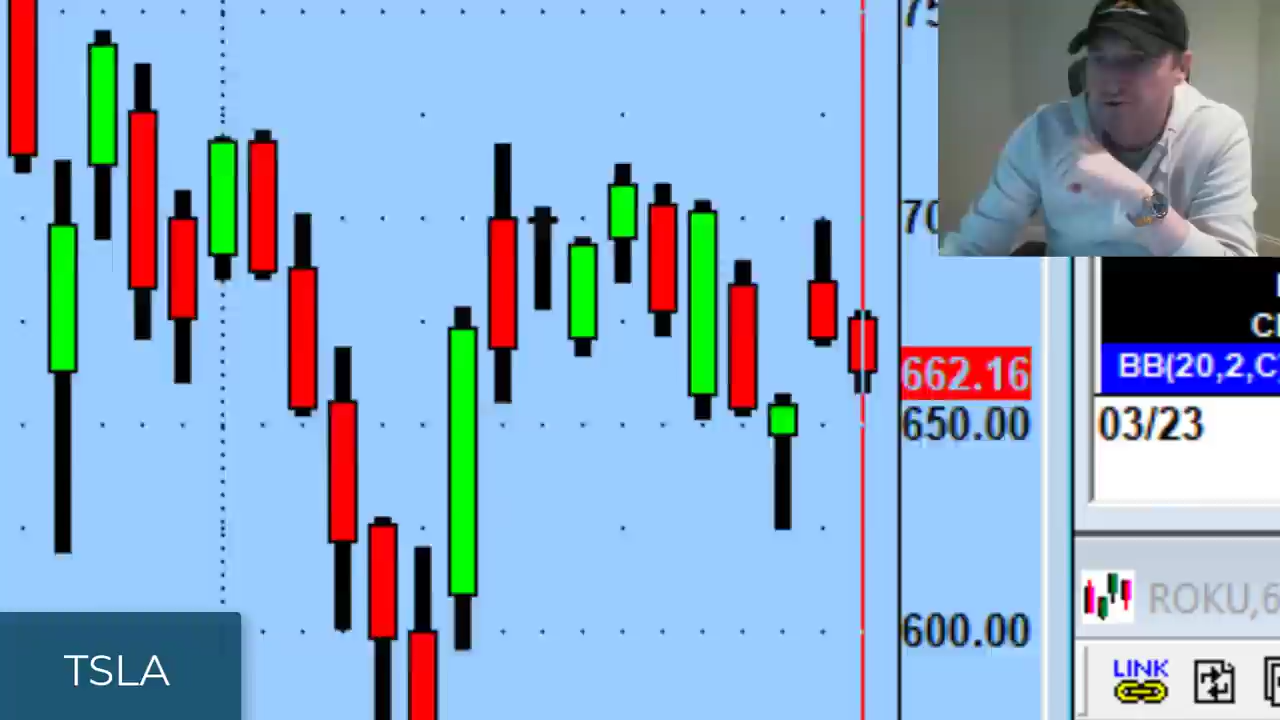 662.16
650.00
600.00
BB(20,2,C
03/23
ROKU,6
LINK
TSLA